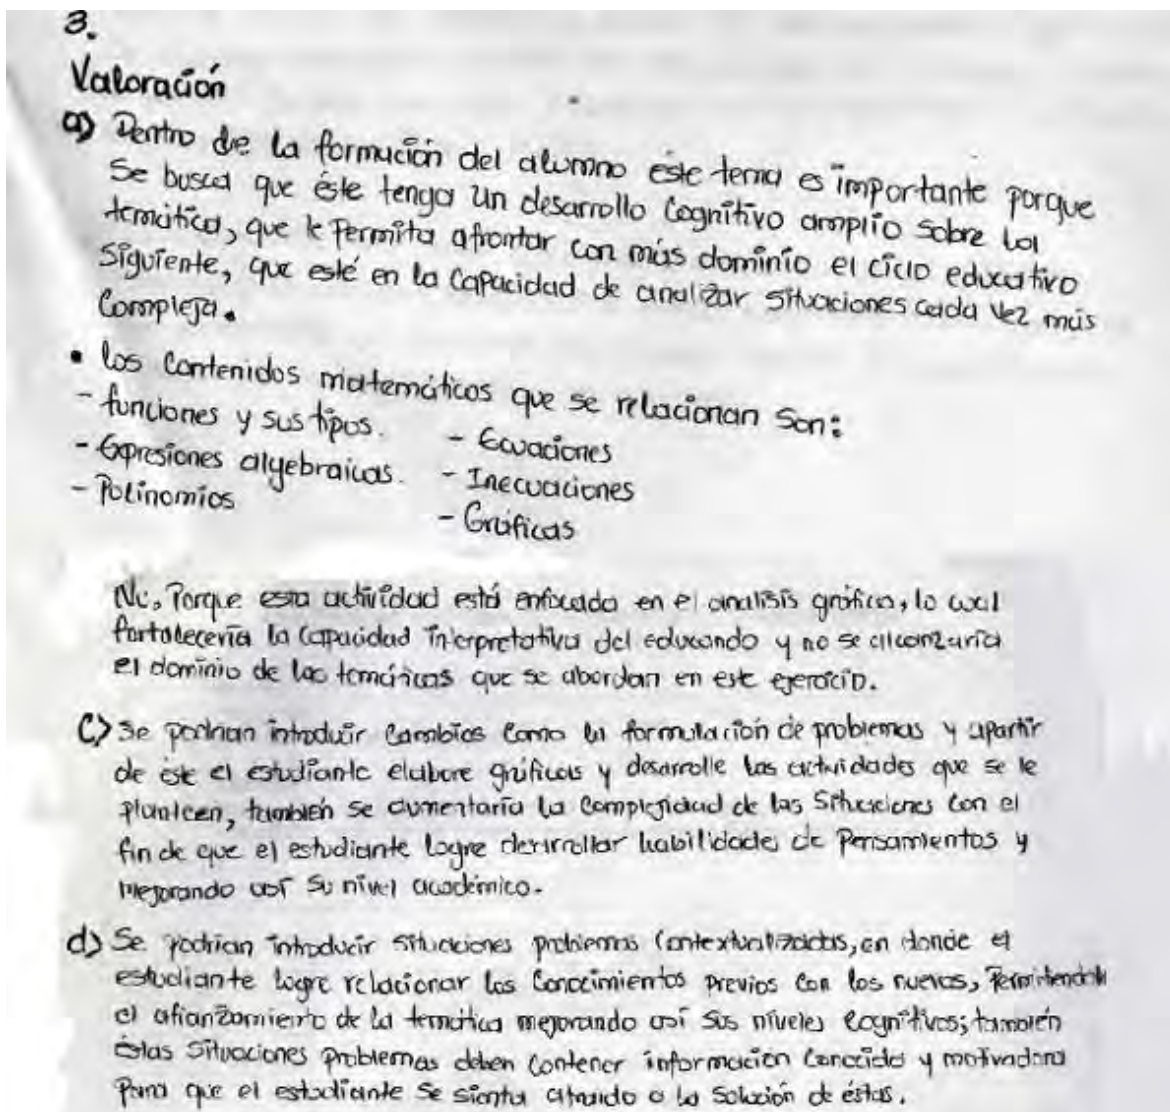 3.
Valoración
a) Dentro de la formación del alumno éste tema es importante porque
Se busca que éste tenga un desarrollo Cognitivo amplio sobre la
temática, que le Permita afrontar con más dominio el ciclo educativo
Siguiente, que esté en la Capacidad de analizar situaciones cada vez más
Compleja.
• los Contenidos matemáticos que se relacionan Son:
- funciones y sus tipos. - Ecuaciones
- Expresiones algebraicas. - Inecuaciones
- Polinomios - Gráficas
No, Porque esta actividad está enfocada en el analisis gráfico, lo cual
fortalecería la capacidad interpretativa del educando y no se alcanzaría
el dominio de las temáticas que se abordan en este ejercicio.
C) Se podrían introducir Cambios Como la formulación de problemas y apartir
de éste el estudiante elabore gráficas y desarrolle las actividades que se le
Planteen, también se aumentaría la Complejidad de las Situaciones Con el
fin de que el estudiante logre desarrollar habilidades de Pensamientos y
mejorando así Su nivel académico.
d) Se podrian introducir situaciones problemas Contextualizadas, en donde el
estudiante logre relacionar los Conocimientos Previos Con los nuevos, Permitiendole
el afianzamiento de la temática mejorando así Sus niveles Cognitivos; también
éstas Situaciones problemas deben Contener información Conocida y motivadora
Para que el estudiante Se sienta atraido a la Solución de éstas.